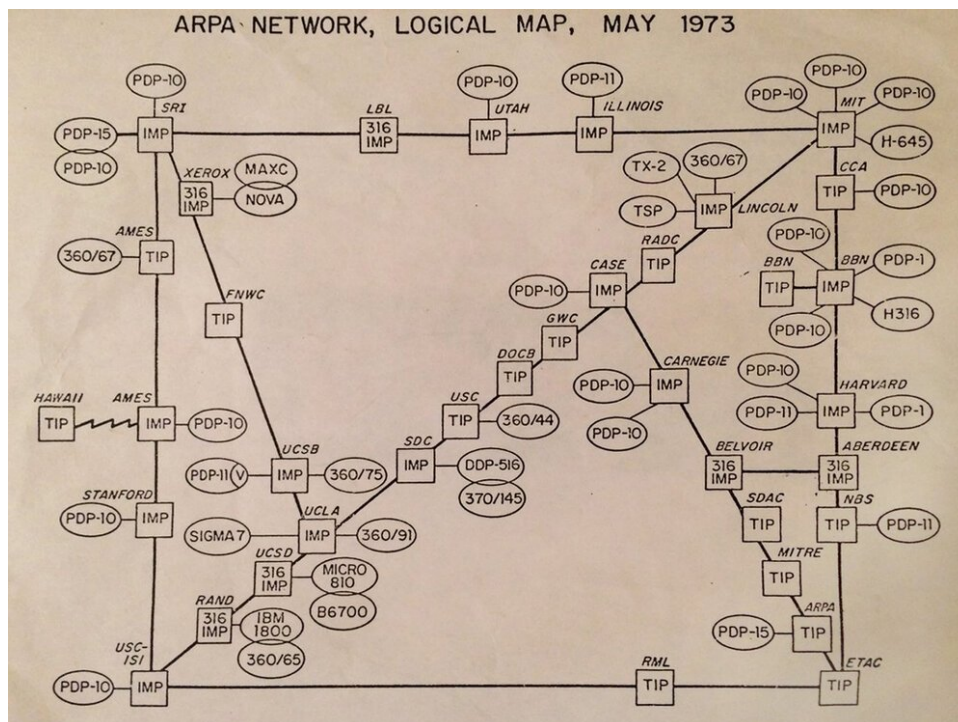 ARPA NETWORK, LOGICAL MAP, MAY 1973
PDP-10
PDP-10
PDP-11
PDP-10
SRI
LBL
UTAH
ILLINOIS
PDP-10
MIT
PDP-10
PDP-15
IMP
316
IMP
IMP
IMP
IMP
H-645
PDP-10
XEROX
MAXC
316
IMP
NOVA
TX-2
360/67
CCA
TIP
PDP-10
TSP
IMP
LINCOLN
AMES
360/67
TIP
RADC
TIP
PDP-10
BBN
BBN
PDP-1
TIP
IMP
PDP-10
H316
CASE
PDP-10
IMP
FNWC
TIP
GWC
TIP
DOCB
TIP
CARNEGIE
PDP-10
IMP
PDP-10
PDP-10
HARVARD
PDP-11
IMP
PDP-1
HAWAII
AMES
TIP
IMP
PDP-10
USC
TIP
360/44
UCSB
PDP-11
V
IMP
360/75
SDC
IMP
DDP-516
370/145
BELVOIR
ABERDEEN
316
IMP
316
IMP
STANFORD
PDP-10
IMP
UCLA
SIGMA 7
IMP
360/91
SDAC
TIP
NBS
TIP
PDP-11
UCSD
316
IMP
MICRO
810
B6700
MITRE
TIP
RAND
316
IMP
IBM
1800
360/65
ARPA
PDP-15
TIP
USC-
ISI
PDP-10
IMP
RML
TIP
ETAC
TIP